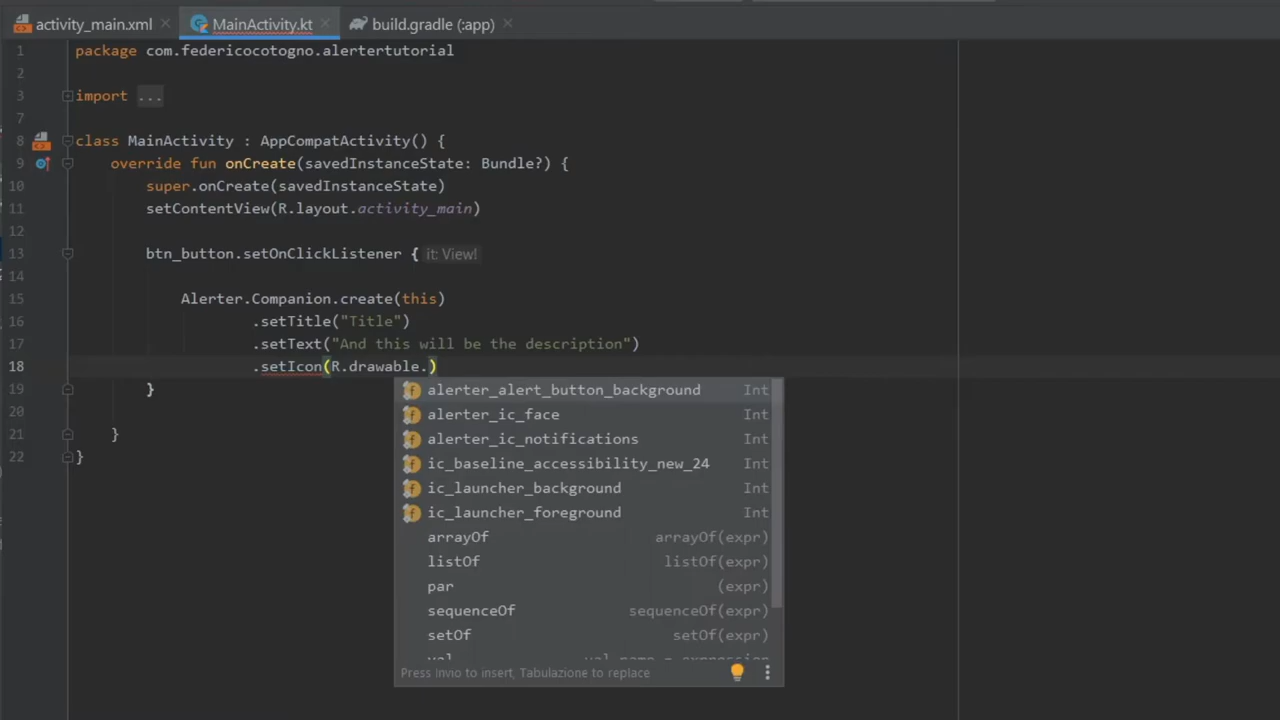 activity_main.xml MainActivity.kt build.gradle (:app)
1 package com.federicocotogno.alertertutorial
2
3 import ...
7
8 class MainActivity : AppCompatActivity() {
9 override fun onCreate(savedInstanceState: Bundle?) {
10 super.onCreate(savedInstanceState)
11 setContentView(R.layout.activity_main)
12
13 btn_button.setOnClickListener { it: View!
14
15 Alerter.Companion.create(this)
16 .setTitle("Title")
17 .setText("And this will be the description")
18 .setIcon(R.drawable.)
19 }
20
21 }
22 }
alerter_alert_button_background Int
alerter_ic_face Int
alerter_ic_notifications Int
ic_baseline_accessibility_new_24 Int
ic_launcher_background Int
ic_launcher_foreground Int
arrayOf arrayOf(expr)
listOf listOf(expr)
par (expr)
sequenceOf sequenceOf(expr)
setOf setOf(expr)
val val name = expression
Press Invio to insert, Tabulazione to replace